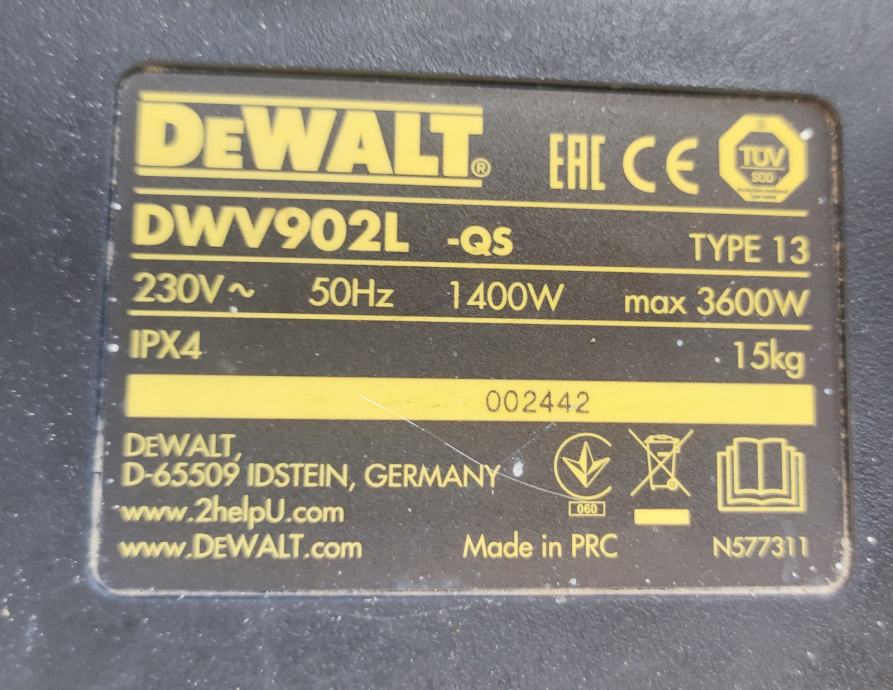 DEWALT®
EAC CE TÜV SÜD
DWV902L -QS TYPE 13
230V~ 50Hz 1400W max 3600W
IPX4 15kg
002442
DEWALT,
D-65509 IDSTEIN, GERMANY
060
www.2helpU.com
www.DEWALT.com Made in PRC N577311